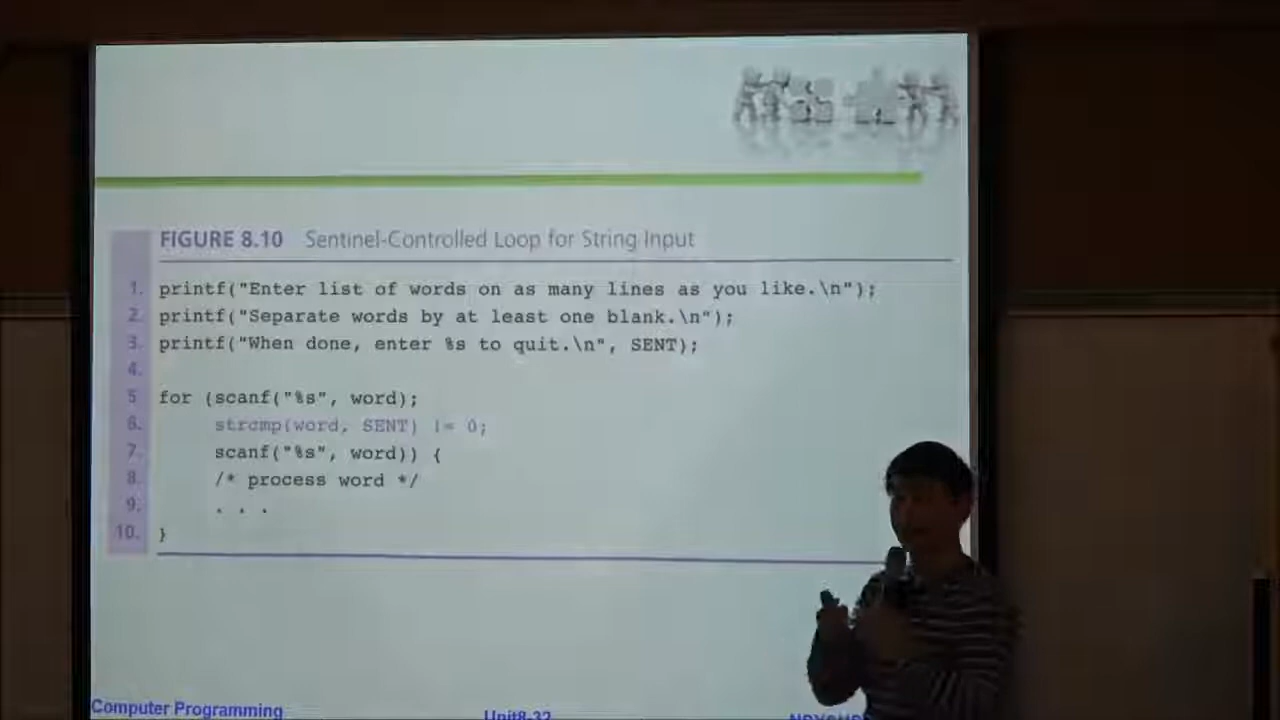 FIGURE 8.10 Sentinel-Controlled Loop for String Input
1. printf("Enter list of words on as many lines as you like.\n");
2. printf("Separate words by at least one blank.\n");
3. printf("When done, enter %s to quit.\n", SENT);
4.
5 for (scanf("%s", word);
6. strcmp(word, SENT) != 0;
7. scanf("%s", word)) {
8. /* process word */
9. . . .
10. }
Computer Programming
Unit8-32